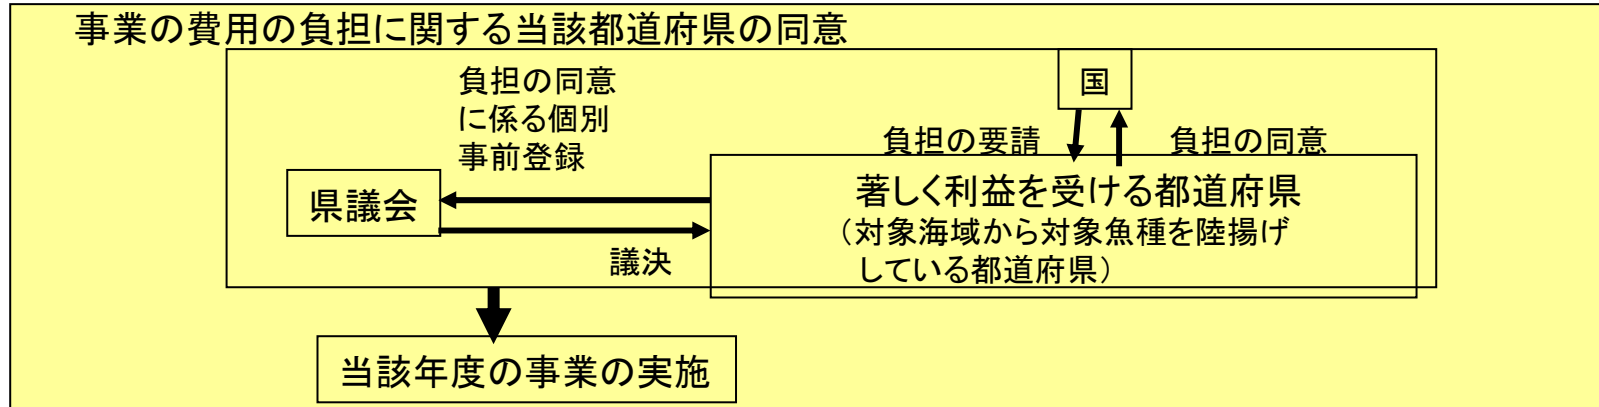 事業の費用の負担に関する当該都道府県の同意
負担の同意
に係る個別
事前登録
国
負担の要請
負担の同意
県議会
著しく利益を受ける都道府県
（対象海域から対象魚種を陸揚げ
している都道府県）
議決
当該年度の事業の実施